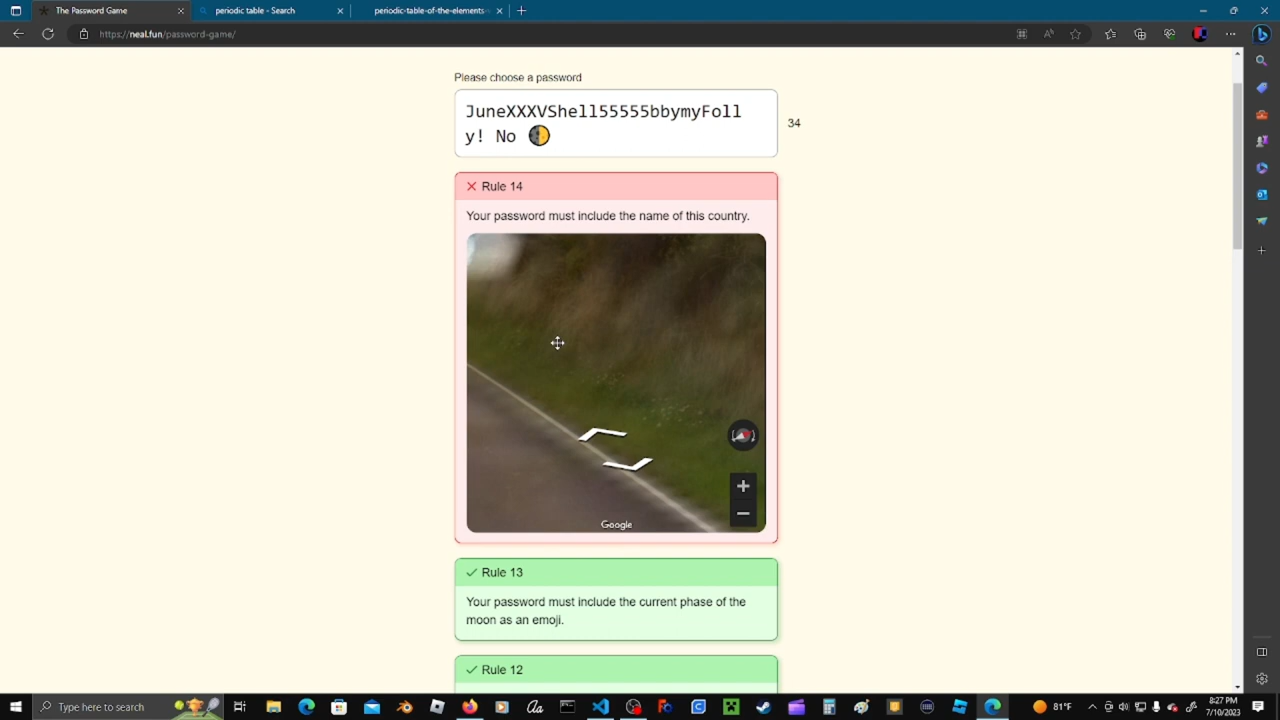 The Password Game
periodic table - Search
periodic-table-of-the-elements-
https://neal.fun/password-game/
Please choose a password
JuneXXXVShell55555bbymyFoll
y! No 🌓
34
Rule 14
Your password must include the name of this country.
Google
Rule 13
Your password must include the current phase of the
moon as an emoji.
Rule 12
Type here to search
81°F
8:27 PM
7/10/2023